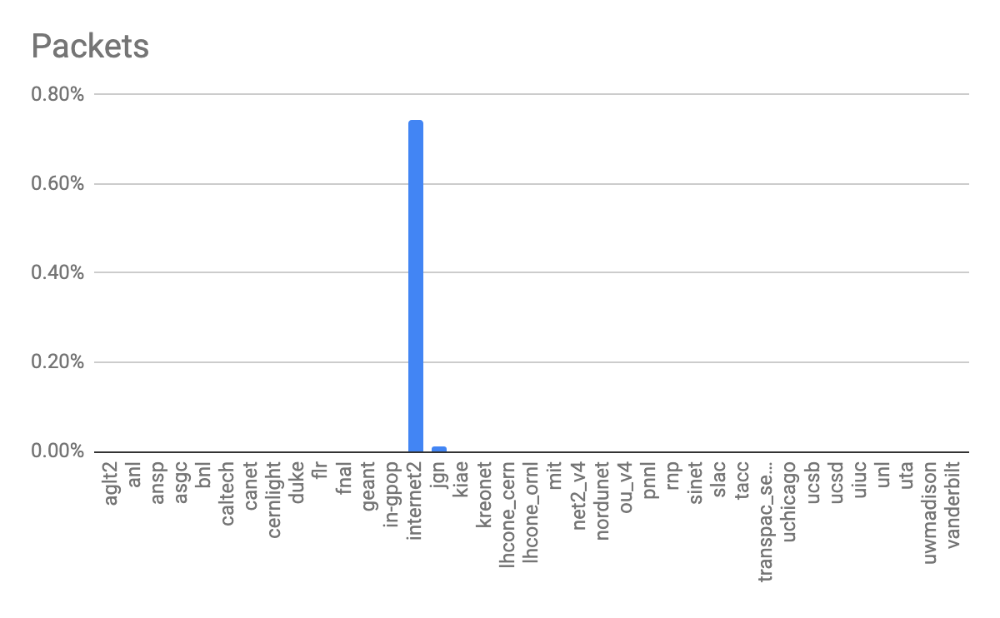 Packets
0.80%
0.60%
0.40%
0.20%
0.00%
aglt2
anl
ansp
asgc
bnl
caltech
canet
cernlight
duke
flr
fnal
geant
in-gpop
internet2
jgn
kiae
kreonet
lhcone_cern
lhcone_ornl
mit
net2_v4
nordunet
ou_v4
pnnl
rnp
sinet
slac
tacc
transpac_se...
uchicago
ucsb
ucsd
uiuc
unl
uta
uwmadison
vanderbilt